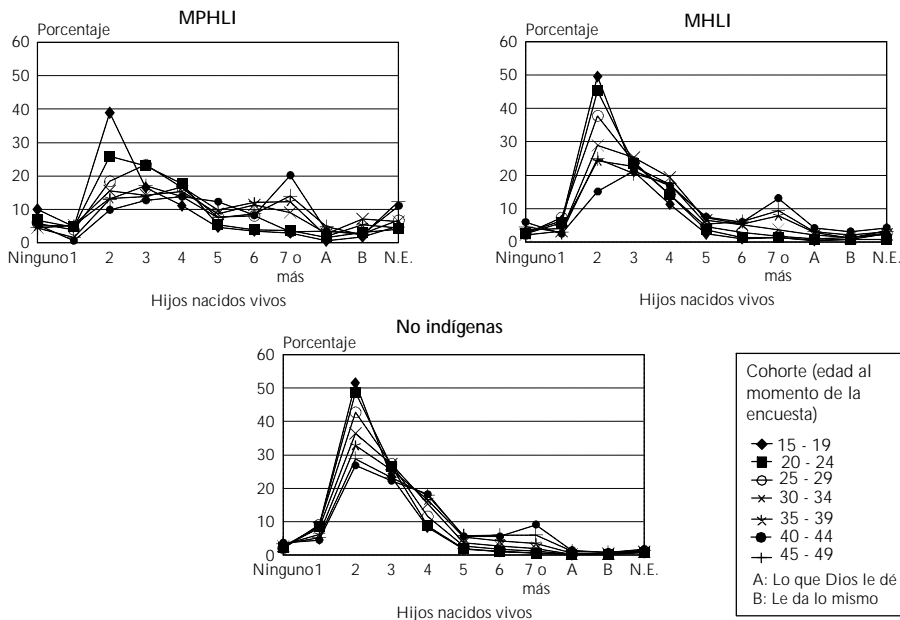 MPHLI
Porcentaje
60
50
40
30
20
10
0
Ninguno 1 2 3 4 5 6 7 o más A B N.E.
Hijos nacidos vivos
MHLI
Porcentaje
60
50
40
30
20
10
0
Ninguno 1 2 3 4 5 6 7 o más A B N.E.
Hijos nacidos vivos
No indígenas
Porcentaje
60
50
40
30
20
10
0
Ninguno 1 2 3 4 5 6 7 o más A B N.E.
Hijos nacidos vivos
Cohorte (edad al
momento de la
encuesta)
15 - 19
20 - 24
25 - 29
30 - 34
35 - 39
40 - 44
45 - 49
A: Lo que Dios le dé
B: Le da lo mismo